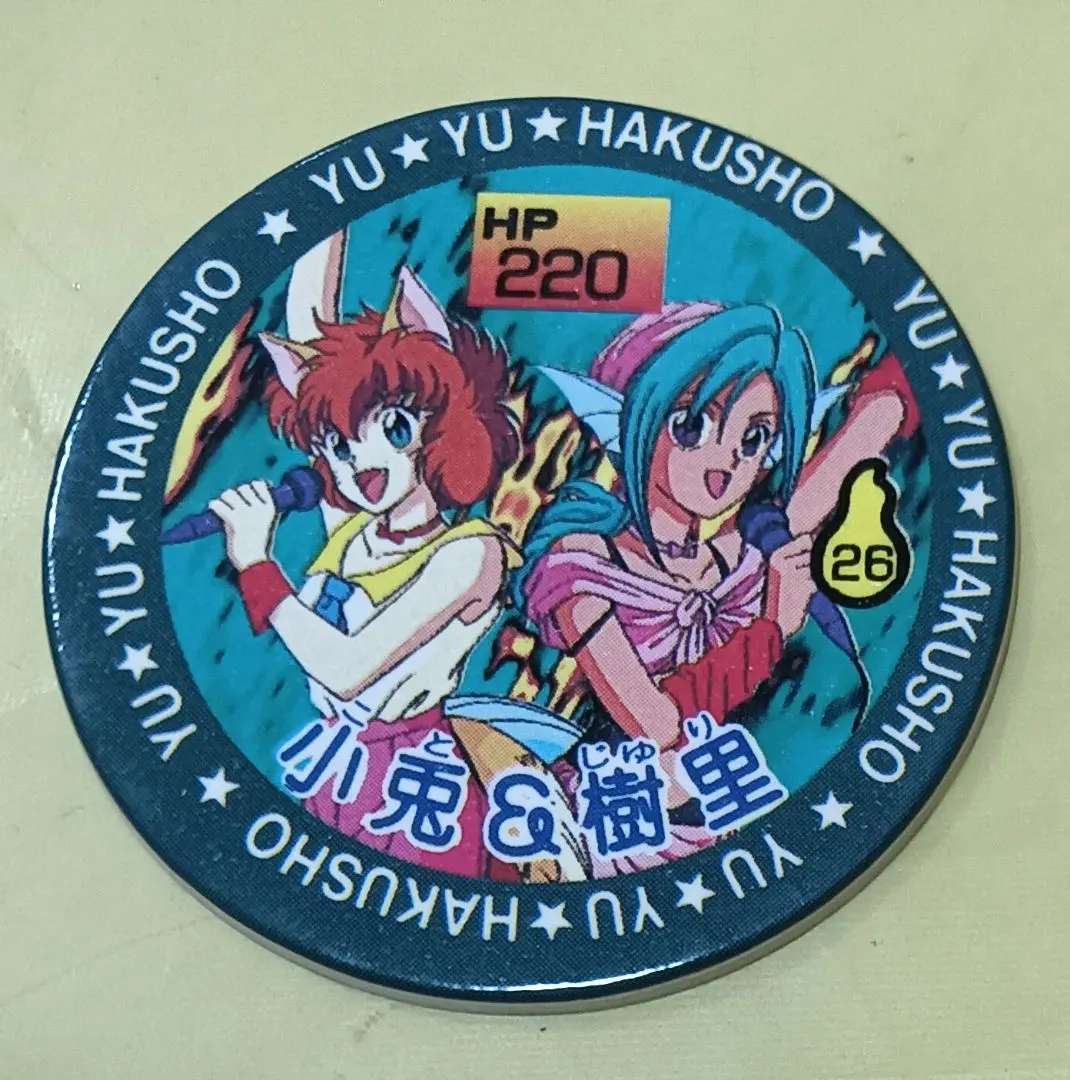 YU★YU★HAKUSHO★YU★YU★HAKUSHO★YU★YU★HAKUSHO★YU★YU★HAKUSHO★
HP
220
26
こ と じゅ り
小兎&樹里